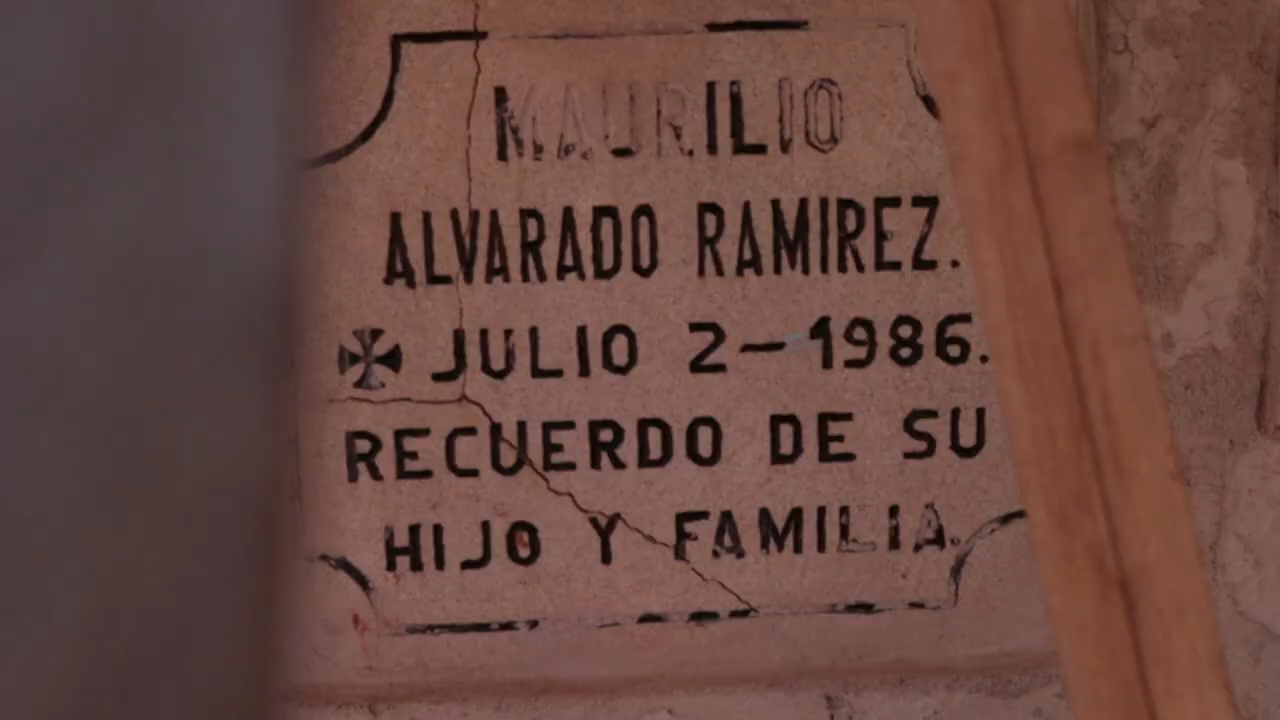 MAURILIO
ALVARADO RAMIREZ.
✠ JULIO 2-1986.
RECUERDO DE SU
HIJO Y FAMILIA.